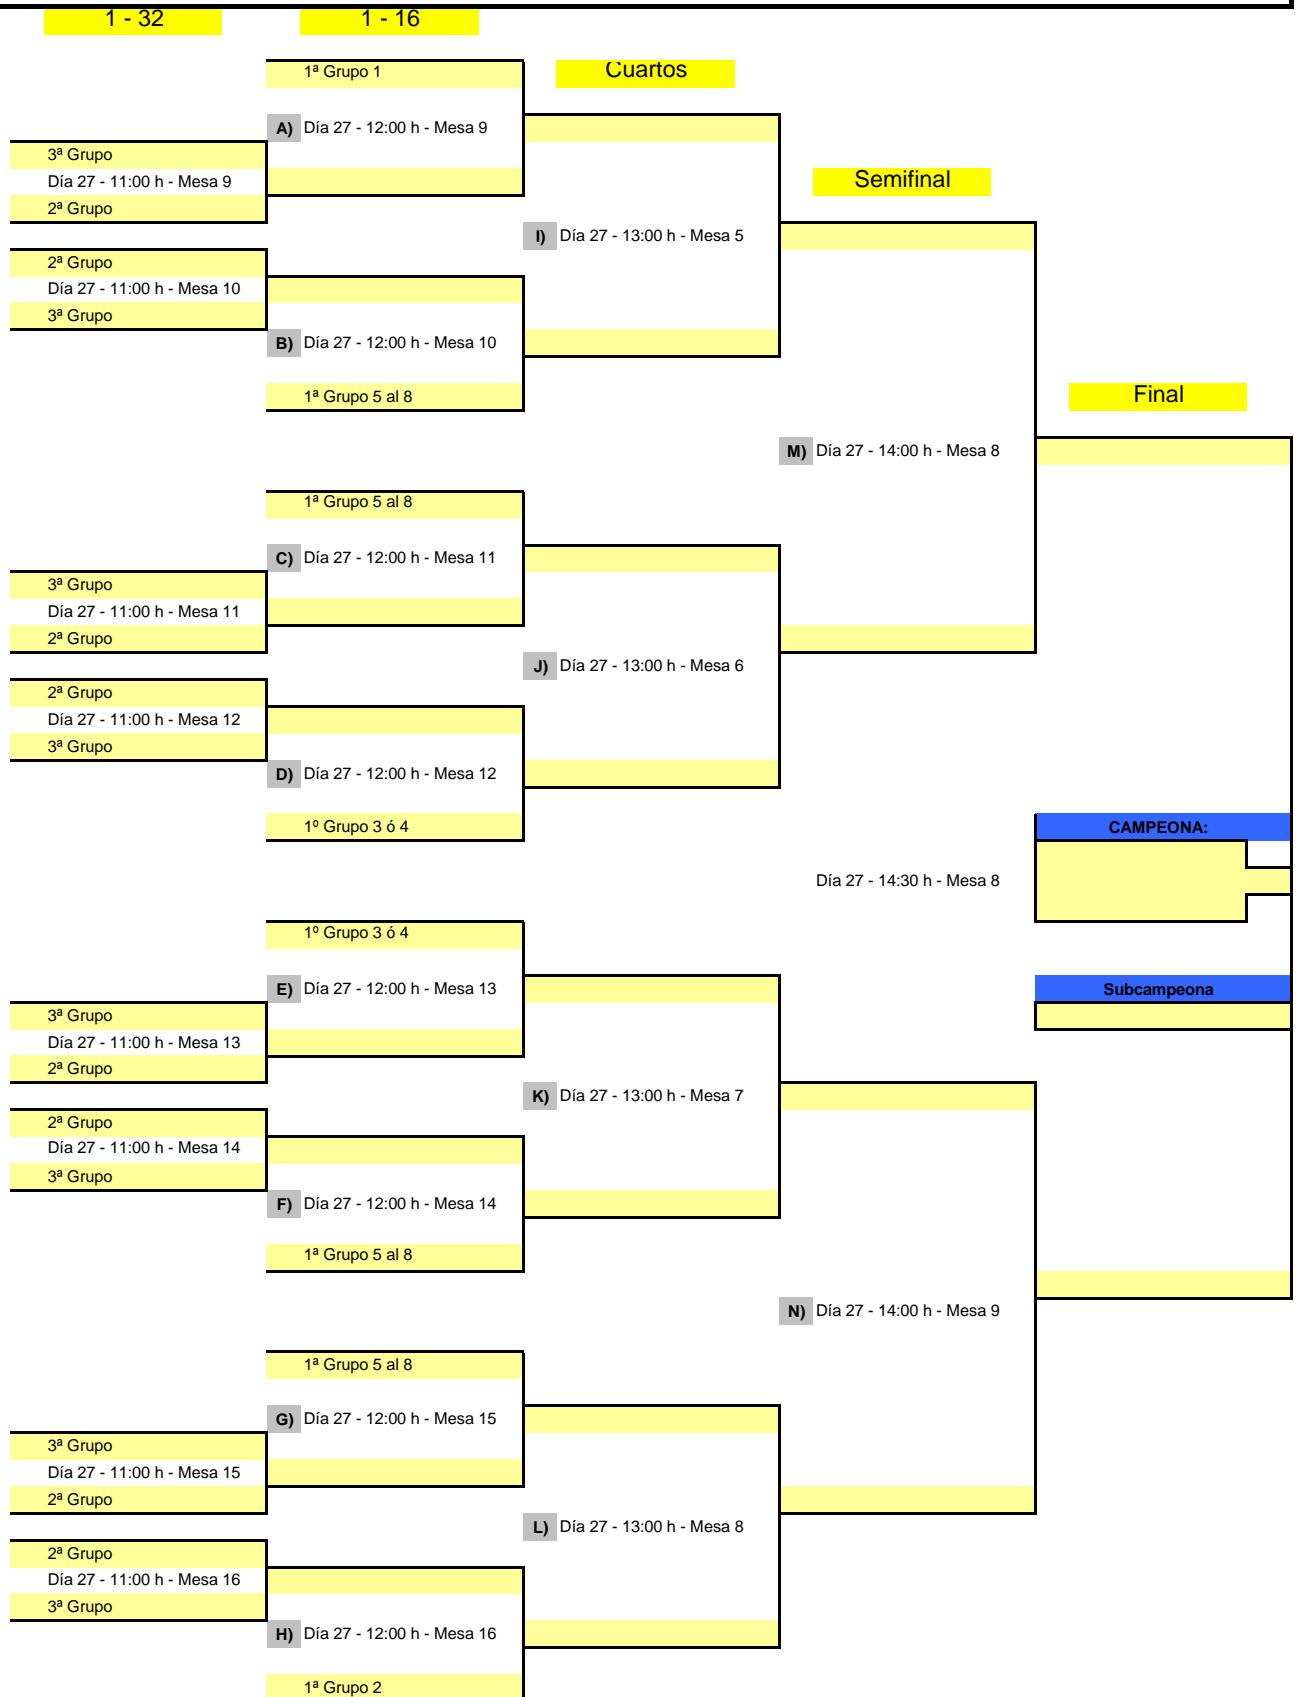 1 - 32
1 - 16
1ª Grupo 1
Cuartos
A) Día 27 - 12:00 h - Mesa 9
3ª Grupo
Día 27 - 11:00 h - Mesa 9
Semifinal
2ª Grupo
I) Día 27 - 13:00 h - Mesa 5
2ª Grupo
Día 27 - 11:00 h - Mesa 10
3ª Grupo
B) Día 27 - 12:00 h - Mesa 10
1ª Grupo 5 al 8
Final
M) Día 27 - 14:00 h - Mesa 8
1ª Grupo 5 al 8
C) Día 27 - 12:00 h - Mesa 11
3ª Grupo
Día 27 - 11:00 h - Mesa 11
2ª Grupo
J) Día 27 - 13:00 h - Mesa 6
2ª Grupo
Día 27 - 11:00 h - Mesa 12
3ª Grupo
D) Día 27 - 12:00 h - Mesa 12
1º Grupo 3 ó 4
CAMPEONA:
Día 27 - 14:30 h - Mesa 8
1º Grupo 3 ó 4
E) Día 27 - 12:00 h - Mesa 13
Subcampeona
3ª Grupo
Día 27 - 11:00 h - Mesa 13
2ª Grupo
K) Día 27 - 13:00 h - Mesa 7
2ª Grupo
Día 27 - 11:00 h - Mesa 14
3ª Grupo
F) Día 27 - 12:00 h - Mesa 14
1ª Grupo 5 al 8
N) Día 27 - 14:00 h - Mesa 9
1ª Grupo 5 al 8
G) Día 27 - 12:00 h - Mesa 15
3ª Grupo
Día 27 - 11:00 h - Mesa 15
2ª Grupo
L) Día 27 - 13:00 h - Mesa 8
2ª Grupo
Día 27 - 11:00 h - Mesa 16
3ª Grupo
H) Día 27 - 12:00 h - Mesa 16
1ª Grupo 2